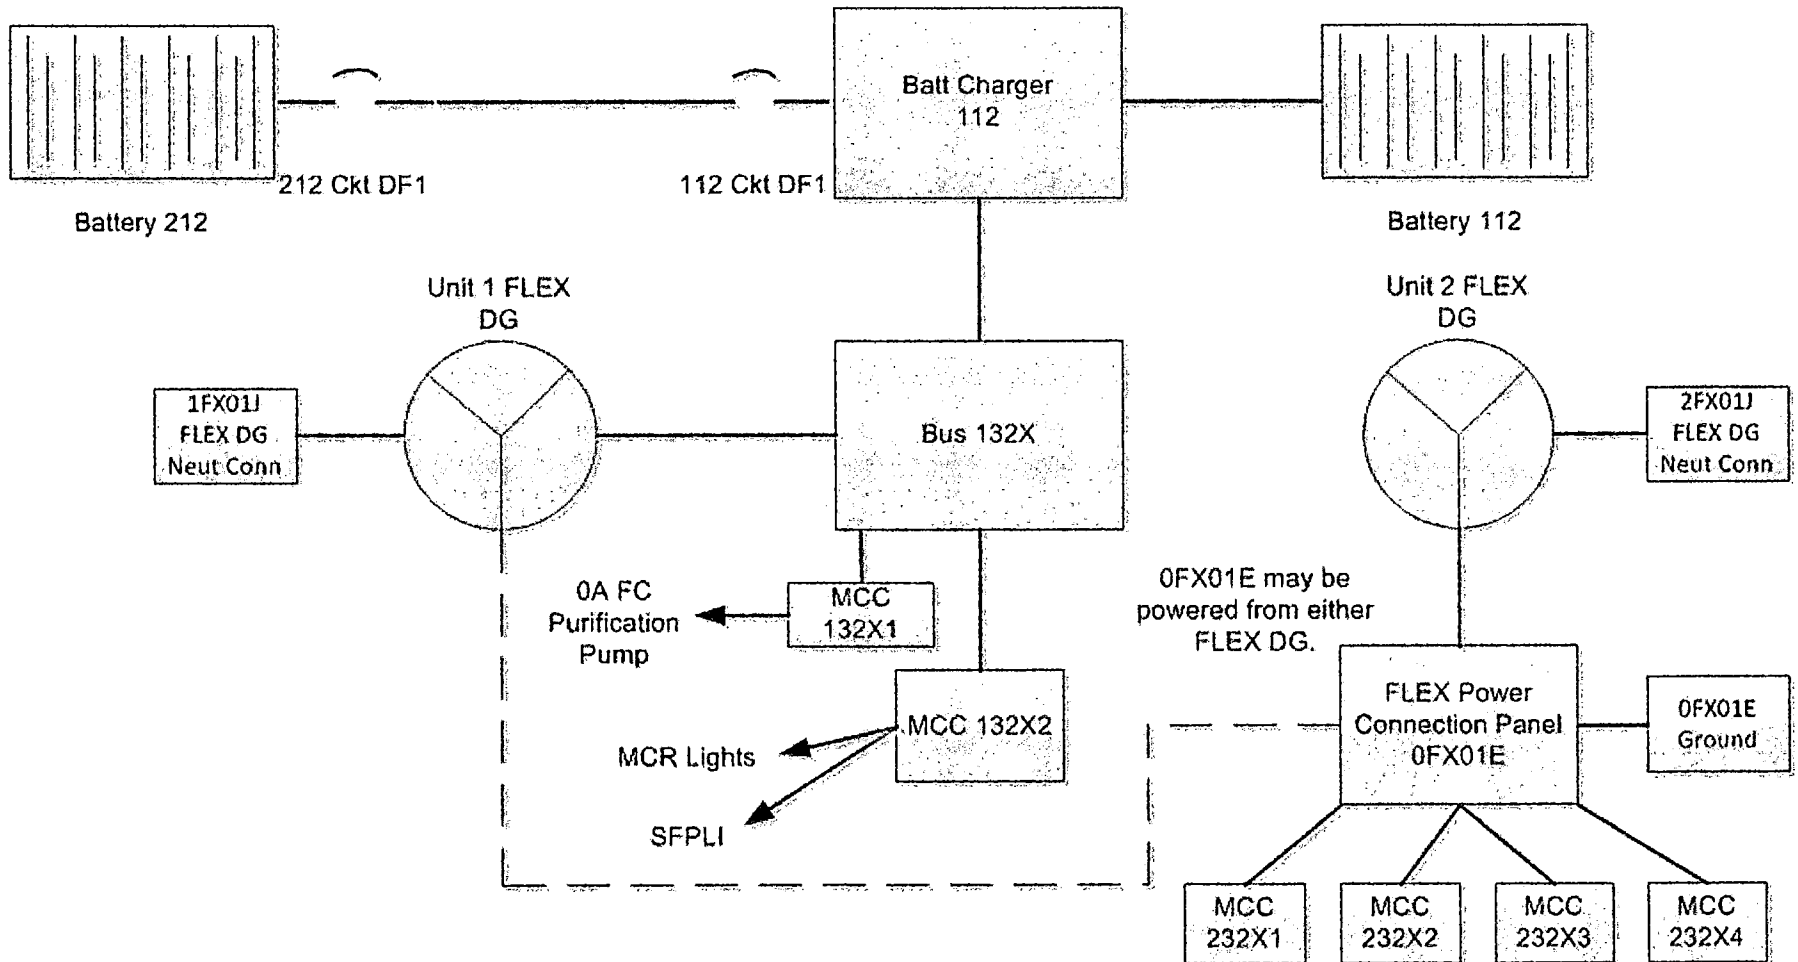 Batt Charger
112
212 Ckt DF1
112 Ckt DF1
Battery 212
Battery 112
Unit 1 FLEX
DG
Unit 2 FLEX
DG
1FX01J
FLEX DG
Neut Conn
Bus 132X
2FX01J
FLEX DG
Neut Conn
0A FC
Purification
Pump
MCC
132X1
0FX01E may be
powered from either
FLEX DG.
MCC 132X2
MCR Lights
SFPLI
FLEX Power
Connection Panel
0FX01E
0FX01E
Ground
MCC
232X1
MCC
232X2
MCC
232X3
MCC
232X4